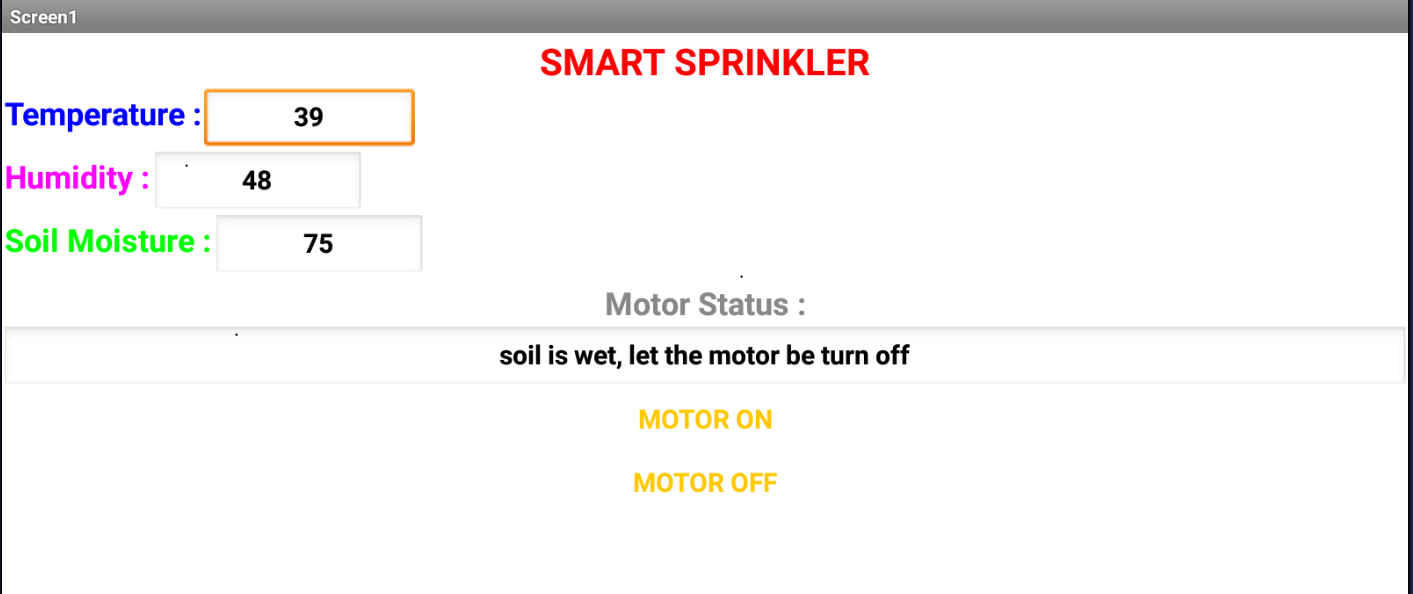 Screen1
SMART SPRINKLER
Temperature : 39
Humidity : 48
Soil Moisture : 75
Motor Status :
soil is wet, let the motor be turn off
MOTOR ON
MOTOR OFF